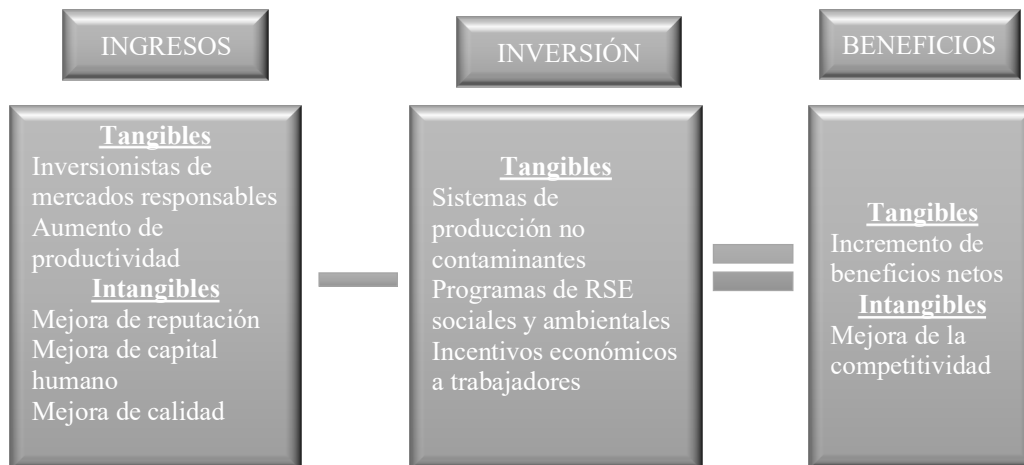 INGRESOS
Tangibles
Inversionistas de
mercados responsables
Aumento de
productividad
Intangibles
Mejora de reputación
Mejora de capital
humano
Mejora de calidad
INVERSIÓN
Tangibles
Sistemas de
producción no
contaminantes
Programas de RSE
sociales y ambientales
Incentivos económicos
a trabajadores
BENEFICIOS
Tangibles
Incremento de
beneficios netos
Intangibles
Mejora de la
competitividad